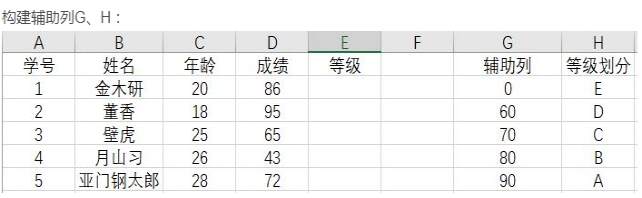 构建辅助列G、H：
A B C D E F G H
学号 姓名 年龄 成绩 等级 辅助列 等级划分
1 金木研 20 86 0 E
2 董香 18 95 60 D
3 壁虎 25 65 70 C
4 月山习 26 43 80 B
5 亚门钢太郎 28 72 90 A